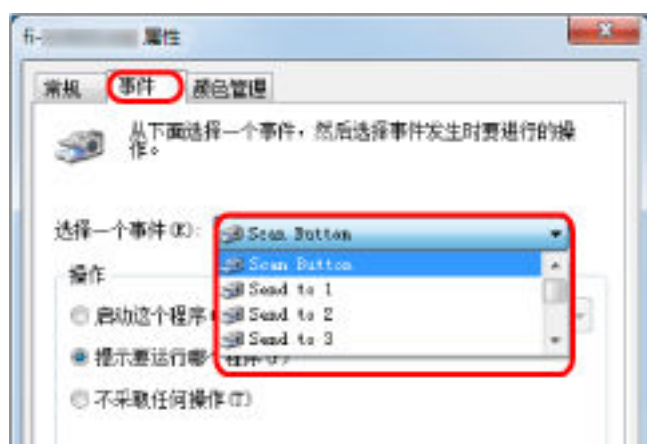 fi- 属性
常规 事件 颜色管理
从下面选择一个事件，然后选择事件发生时要进行的操
作。
选择一个事件(E): Scan Button
Scan Button
Send to 1
Send to 2
Send to 3
操作
启动这个程序
提示要运行哪个程序(P)
不采取任何操作(T)